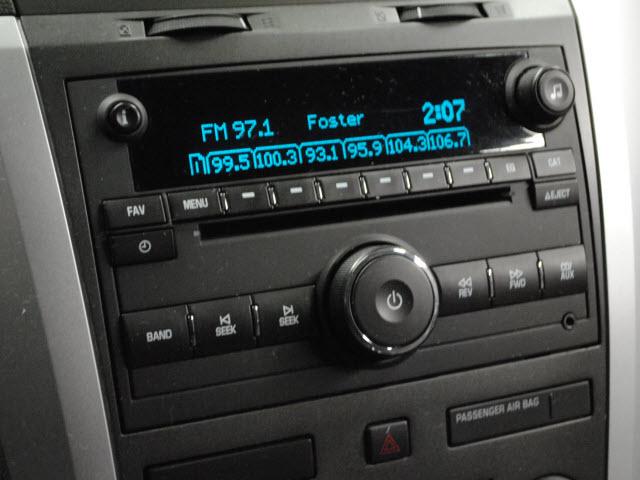 FM 97.1 Foster 2:07
1 99.5 100.3 93.1 95.9 104.3 106.7
FAV MENU EQ CAT
EJECT
BAND SEEK SEEK REV FWD CD/AUX
PASSENGER AIR BAG